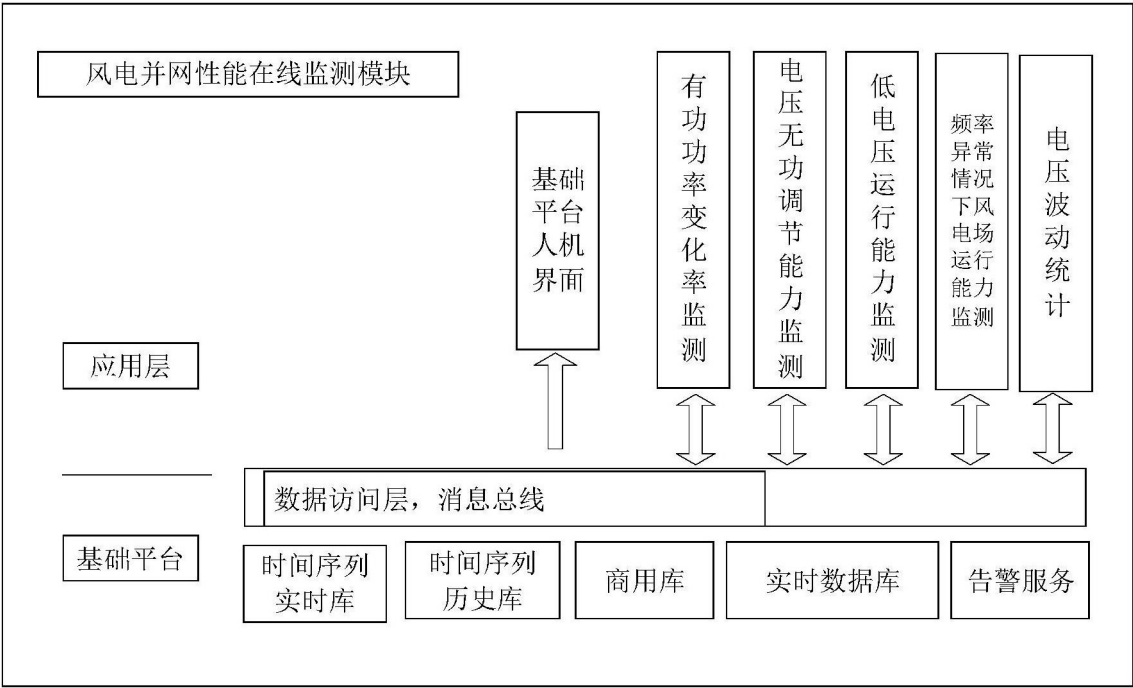 风电并网性能在线监测模块
基础
平台
人机
界面
有功功率变化率监测
电压无功调节能力监测
低电压运行能力监测
频率
异常
情况
下风
电场
运行
能力
监测
电压波动统计
应用层
数据访问层，消息总线
基础平台
时间序列
实时库
时间序列
历史库
商用库
实时数据库
告警服务